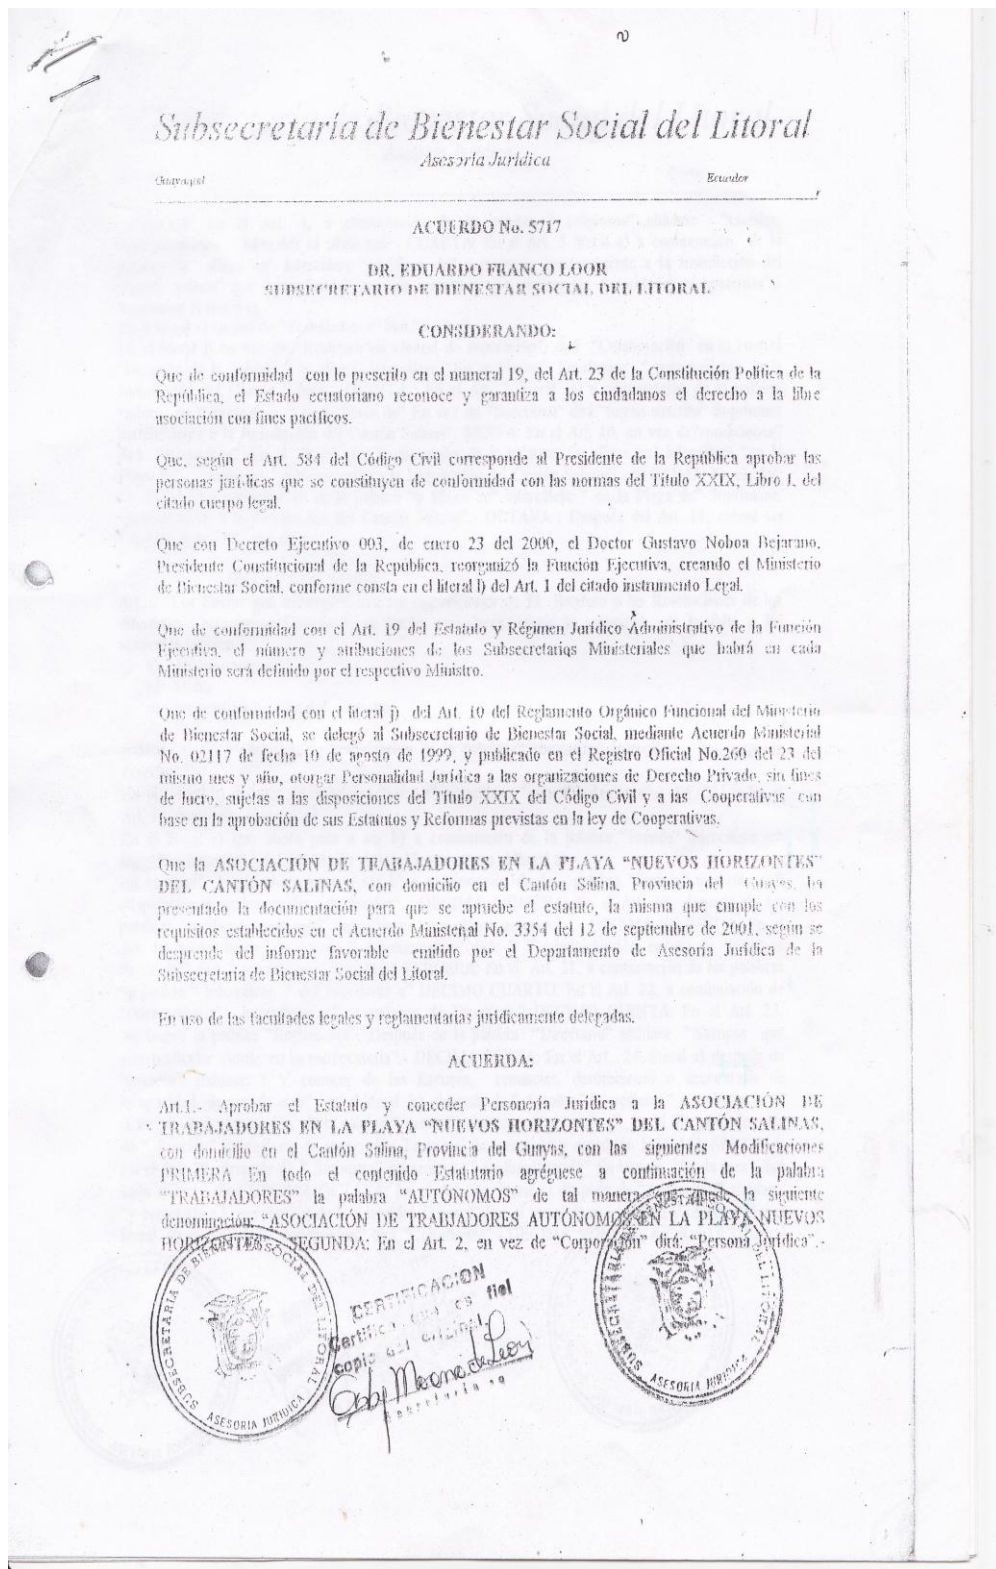 Subsecretaría de Bienestar Social del Litoral
Asesoría Jurídica
Guayaquil Ecuador
ACUERDO No. 5717
DR. EDUARDO FRANCO LOOR
SUBSECRETARIO DE BIENESTAR SOCIAL DEL LITORAL
CONSIDERANDO:
Que de conformidad con lo prescrito en el numeral 19, del Art. 23 de la Constitución Política de la
República, el Estado ecuatoriano reconoce y garantiza a los ciudadanos el derecho a la libre
asociación con fines pacíficos.
Que, según el Art. 584 del Código Civil corresponde al Presidente de la República aprobar las
personas jurídicas que se constituyen de conformidad con las normas del Título XXIX, Libro I, del
citado cuerpo legal.
Que con Decreto Ejecutivo 003, de enero 23 del 2000, el Doctor Gustavo Noboa Bejarano,
Presidente Constitucional de la República, reorganizó la Función Ejecutiva, creando el Ministerio
de Bienestar Social, conforme consta en el literal l) del Art. 1 del citado instrumento Legal.
Que de conformidad con el Art. 19 del Estatuto y Régimen Jurídico Administrativo de la Función
Ejecutiva, el número y atribuciones de los Subsecretarios Ministeriales que habrá en cada
Ministerio será definido por el respectivo Ministro.
Que de conformidad con el literal j) del Art. 10 del Reglamento Orgánico Funcional del Ministerio
de Bienestar Social, se delegó al Subsecretario de Bienestar Social, mediante Acuerdo Ministerial
No. 02117 de fecha 10 de agosto de 1999, y publicado en el Registro Oficial No.260 del 23 del
mismo mes y año, otorgar Personalidad Jurídica a las organizaciones de Derecho Privado, sin fines
de lucro, sujetas a las disposiciones del Título XXIX del Código Civil y a las Cooperativas con
base en la aprobación de sus Estatutos y Reformas previstas en la ley de Cooperativas.
Que la ASOCIACIÓN DE TRABAJADORES EN LA PLAYA “NUEVOS HORIZONTES”
DEL CANTÓN SALINAS, con domicilio en el Cantón Salina, Provincia del Guayas, ha
presentado la documentación para que se apruebe el estatuto, la misma que cumple con los
requisitos establecidos en el Acuerdo Ministerial No. 3354 del 12 de septiembre de 2001, según se
desprende del informe favorable emitido por el Departamento de Asesoría Jurídica de la
Subsecretaria de Bienestar Social del Litoral.
En uso de las facultades legales y reglamentarias jurídicamente delegadas.
ACUERDA:
Art.1.- Aprobar el Estatuto y conceder Personería Jurídica a la ASOCIACIÓN DE
TRABAJADORES EN LA PLAYA “NUEVOS HORIZONTES” DEL CANTÓN SALINAS,
con domicilio en el Cantón Salina, Provincia del Guayas, con las siguientes Modificaciones
PRIMERA En todo el contenido Estatutario agréguese a continuación de la palabra
“TRABAJADORES” la palabra “AUTÓNOMOS” de tal manera que quede la siguiente
denominación: “ASOCIACIÓN DE TRABJADORES AUTÓNOMOS EN LA PLAYA NUEVOS
HORIZONTES SEGUNDA: En el Art. 2, en vez de “Corporación” dirá: “Persona Jurídica”.-
SUBSECRETARIA DE BIENESTAR SOCIAL DEL LITORAL
ASESORIA JURIDICA
CERTIFICACION
Certifico que es fiel
copia del original
SUBSECRETARIA DE BIENESTAR SOCIAL DEL LITORAL
ASESORIA JURIDICA